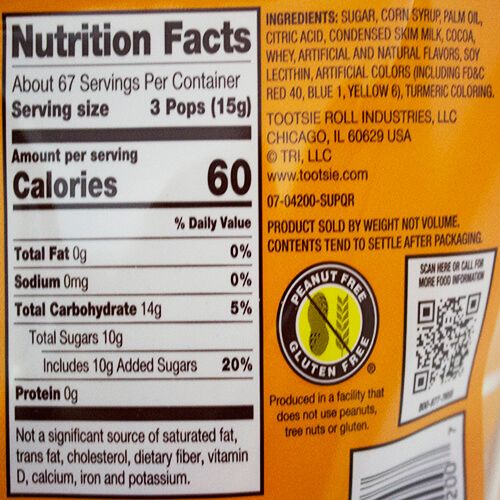 Nutrition Facts
About 67 Servings Per Container
Serving size 3 Pops (15g)
Amount per serving
Calories 60
% Daily Value
Total Fat 0g 0%
Sodium 0mg 0%
Total Carbohydrate 14g 5%
Total Sugars 10g
Includes 10g Added Sugars 20%
Protein 0g
Not a significant source of saturated fat,
trans fat, cholesterol, dietary fiber, vitamin
D, calcium, iron and potassium.
INGREDIENTS: SUGAR, CORN SYRUP, PALM OIL,
CITRIC ACID, CONDENSED SKIM MILK, COCOA,
WHEY, ARTIFICIAL AND NATURAL FLAVORS, SOY
LECITHIN, ARTIFICIAL COLORS (INCLUDING FD&C
RED 40, BLUE 1, YELLOW 6), TURMERIC COLORING.
TOOTSIE ROLL INDUSTRIES, LLC
CHICAGO, IL 60629 USA
© TRI, LLC
www.tootsie.com
07-04200-SUPQR
PRODUCT SOLD BY WEIGHT NOT VOLUME.
CONTENTS TEND TO SETTLE AFTER PACKAGING.
PEANUT FREE
GLUTEN FREE
®
Produced in a facility that
does not use peanuts,
tree nuts or gluten.
SCAN HERE OR CALL FOR
MORE FOOD INFORMATION